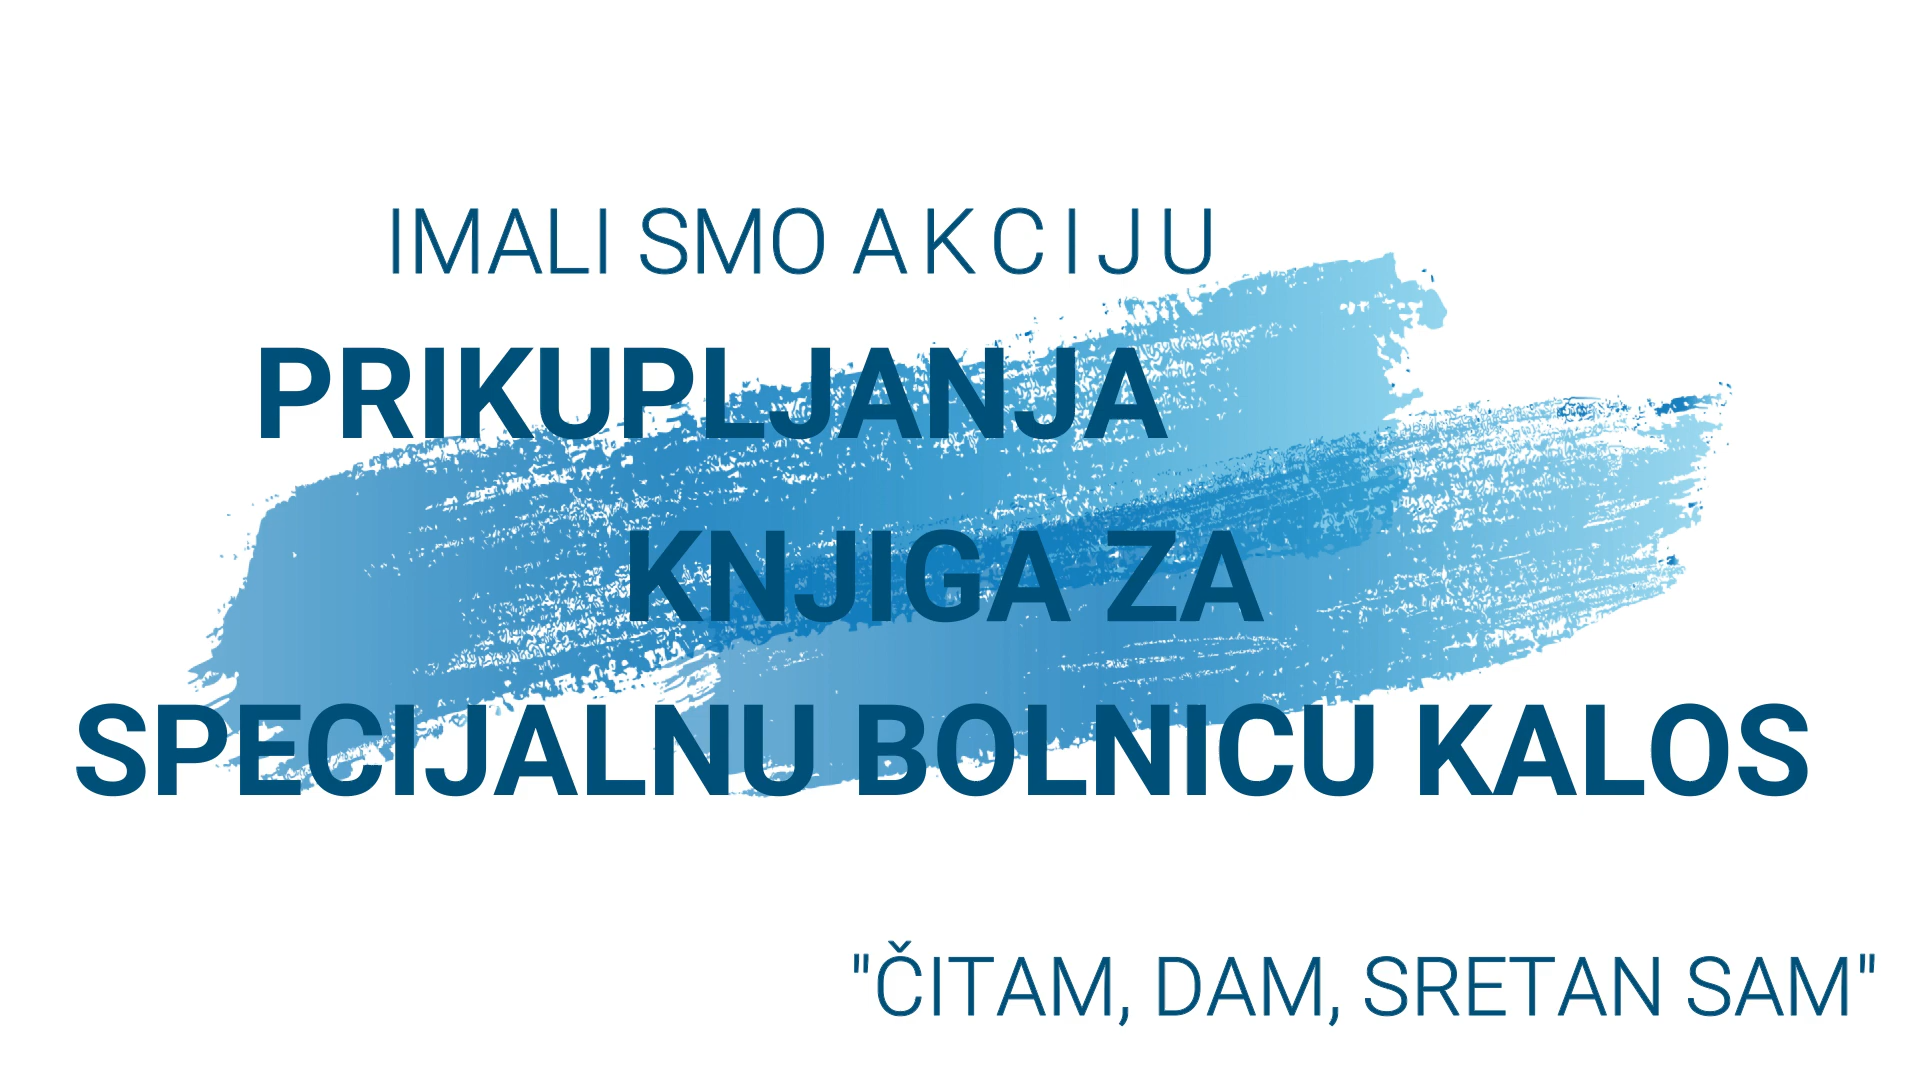 IMALI SMO AKCIJU
PRIKUPLJANJA
KNJIGA ZA
SPECIJALNU BOLNICU KALOS
"ČITAM, DAM, SRETAN SAM"